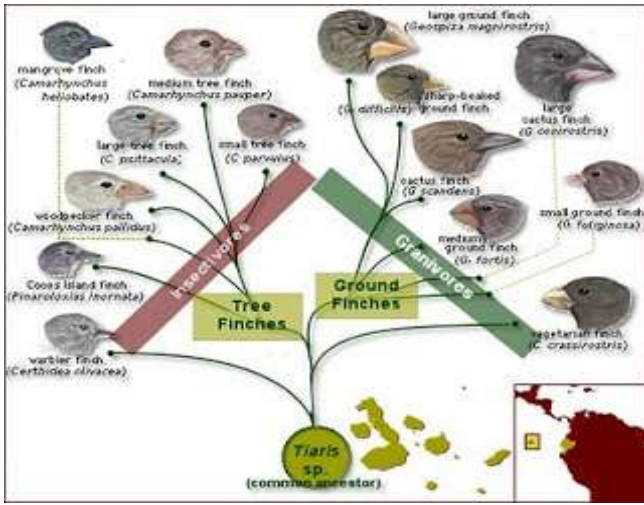 large ground finch
(Geospiza magnirostris)
mangrove finch
(Camarhynchus
heliobates)
medium tree finch
(Camarhynchus pauper)
sharp-beaked
(G. difficilis) ground finch
large
cactus finch
(G conirostris)
large tree finch
(C psittacula)
small tree finch
(C parvulus)
cactus finch
(G scandens)
woodpecker finch
(Camarhynchus pallidus)
small ground finch
(G. fuliginosa)
medium
ground finch
(G. fortis)
Insectivores
Granivores
Cocos island finch
(Pinaroloxias inornata)
Tree
Finches
Ground
Finches
warbler finch
(Certhidea olivacea)
vegetarian finch
(C. crassirostris)
Tiaris
sp.
(common ancestor)